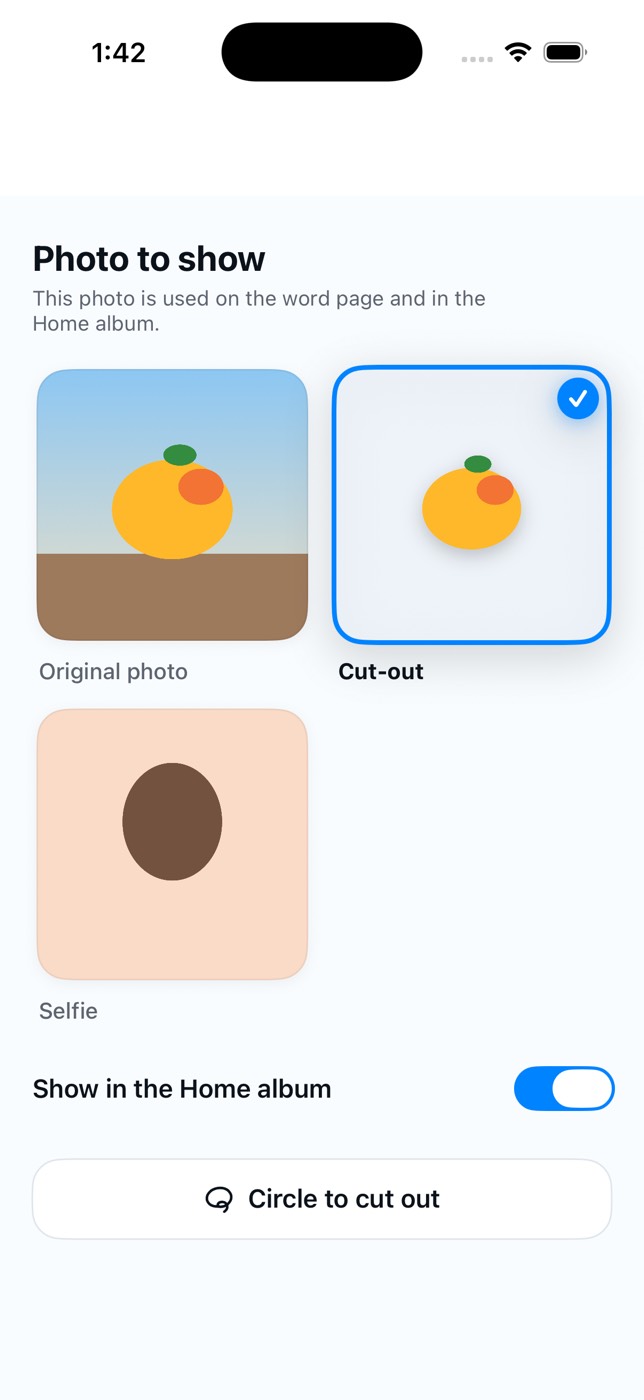 1:42
Photo to show
This photo is used on the word page and in the
Home album.
Original photo
Cut-out
Selfie
Show in the Home album
Circle to cut out